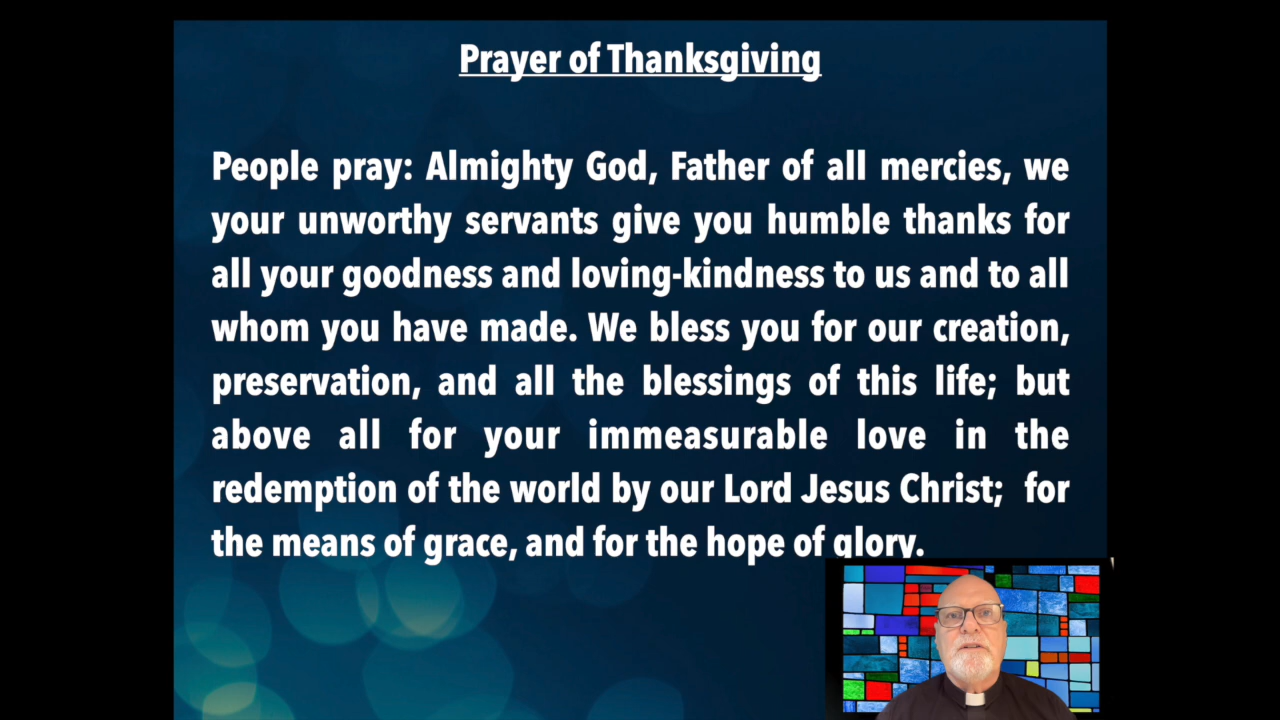 Prayer of Thanksgiving
People pray: Almighty God, Father of all mercies, we
your unworthy servants give you humble thanks for
all your goodness and loving-kindness to us and to all
whom you have made. We bless you for our creation,
preservation, and all the blessings of this life; but
above all for your immeasurable love in the
redemption of the world by our Lord Jesus Christ; for
the means of grace, and for the hope of glory.